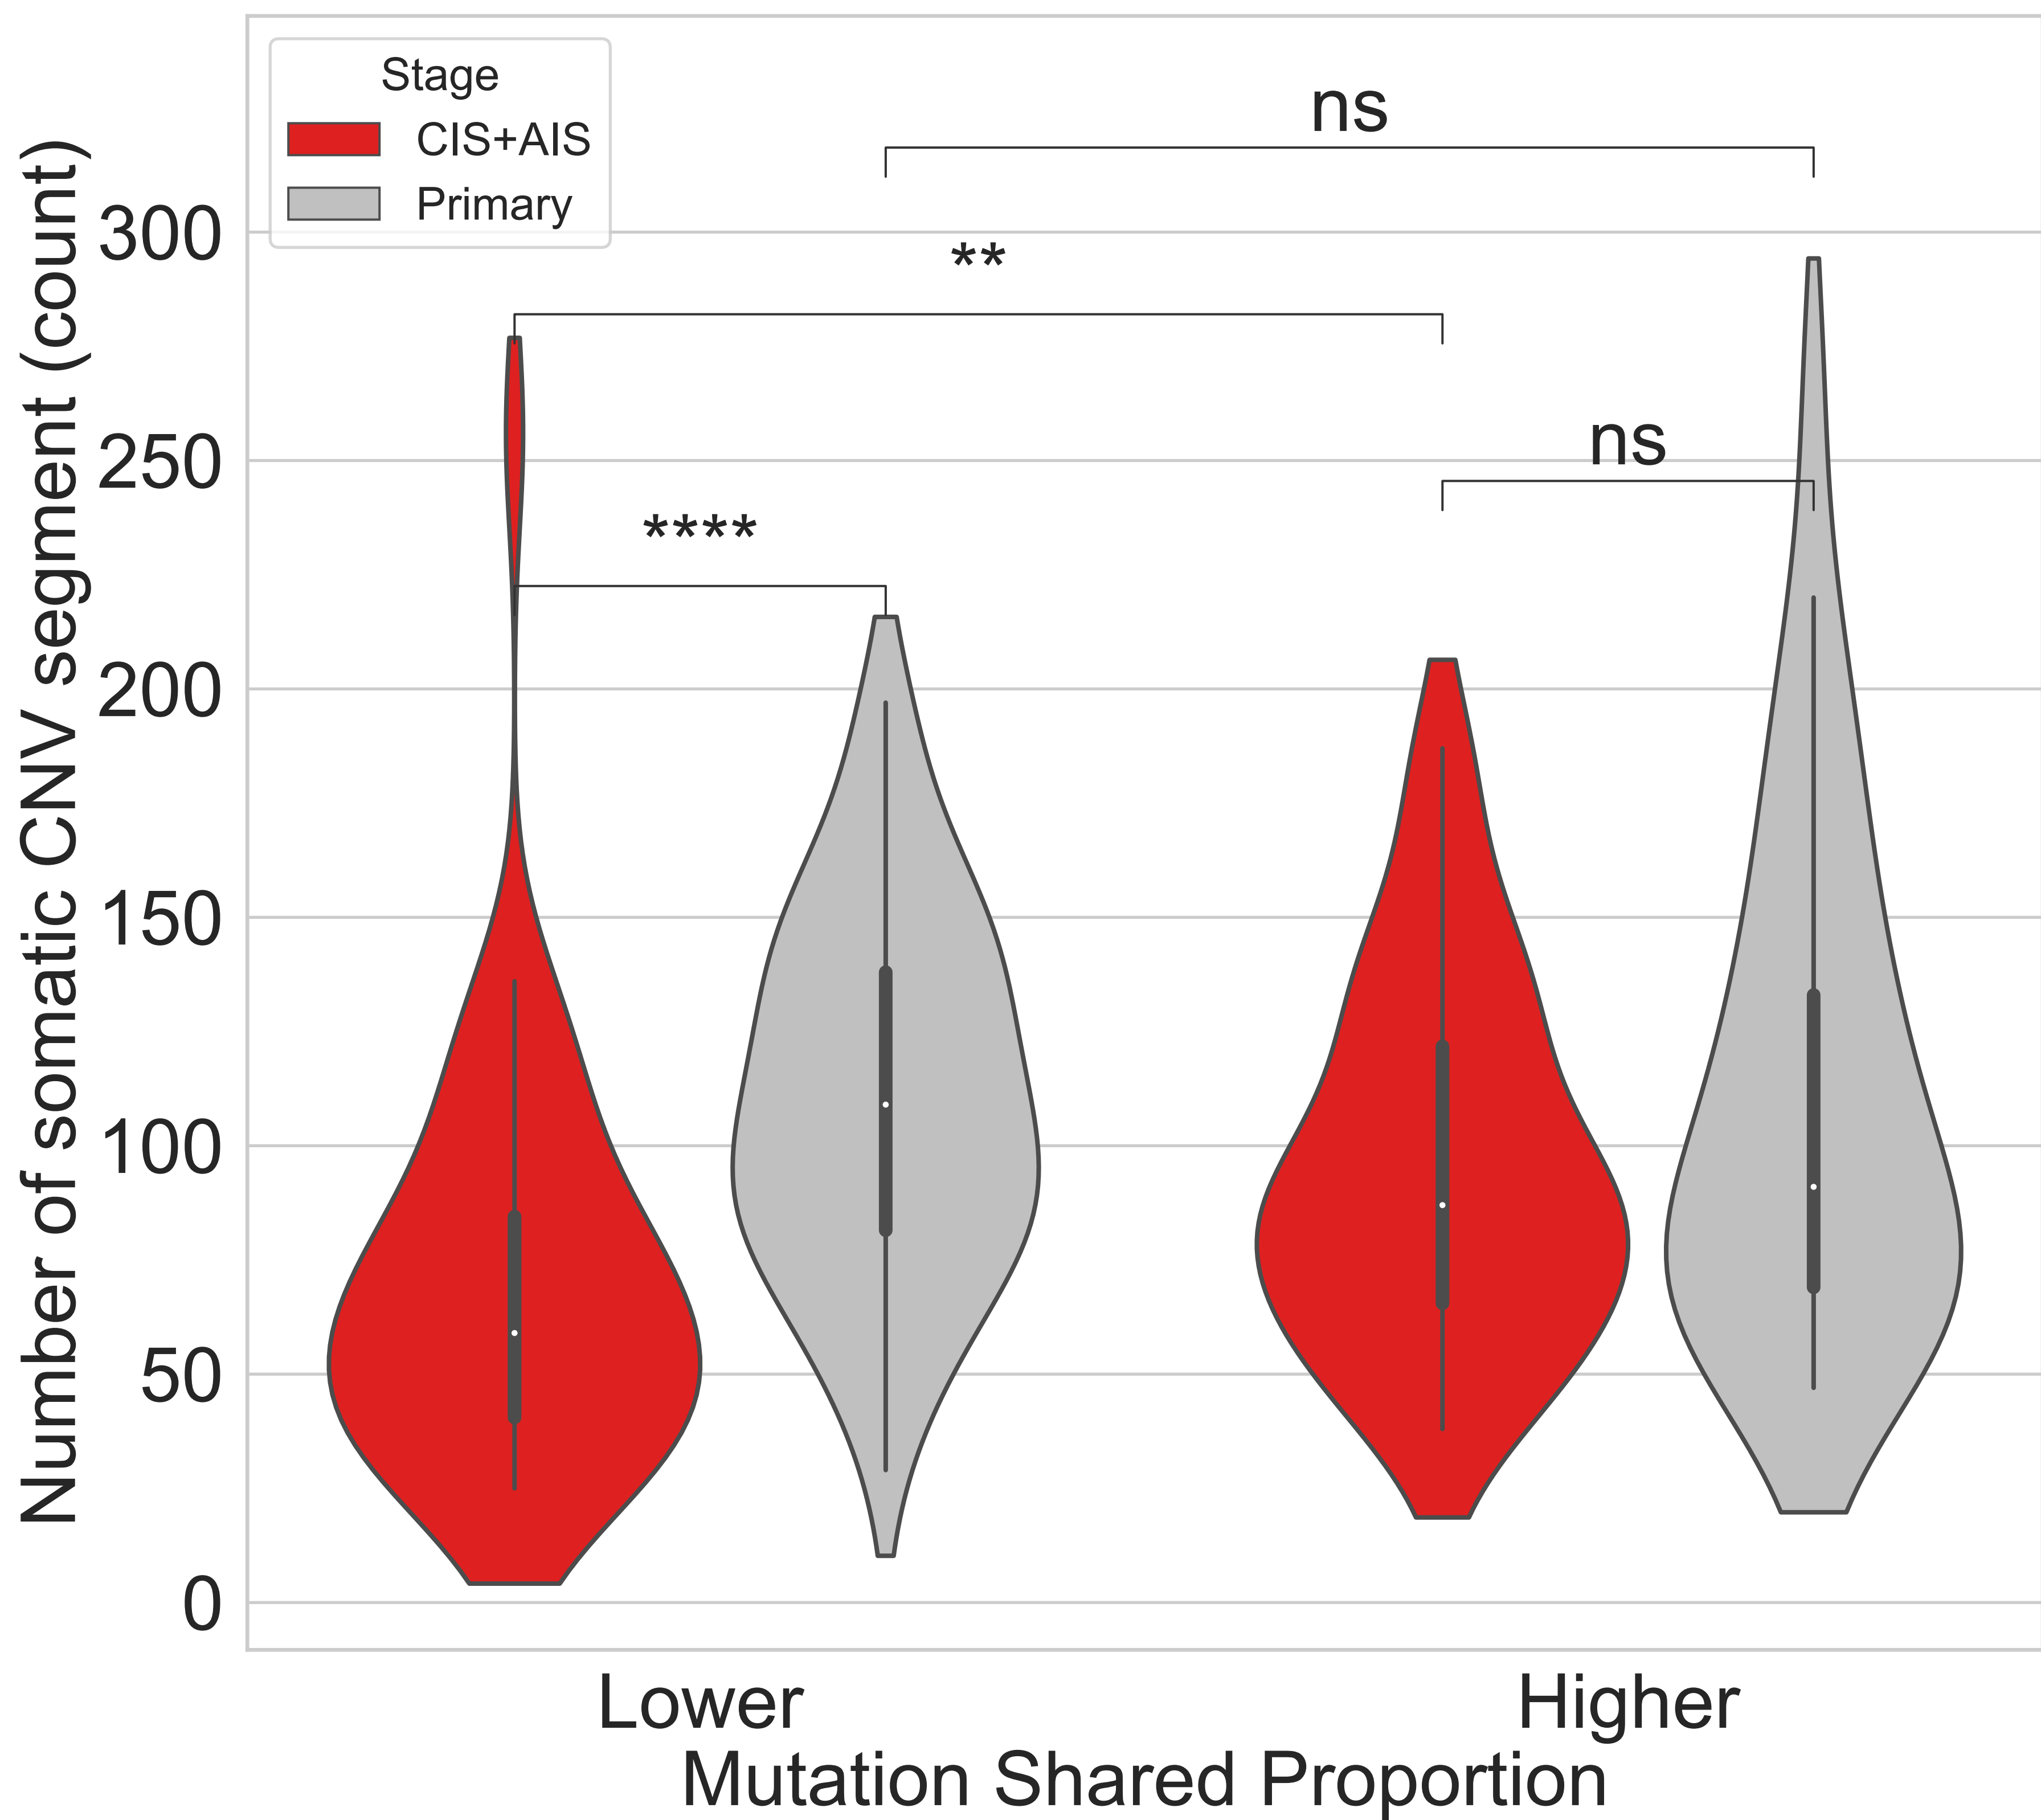 Stage
CIS+AIS
Primary
ns
**
ns
****
Number of somatic CNV segment (count)
300
250
200
150
100
50
0
Lower
Higher
Mutation Shared Proportion